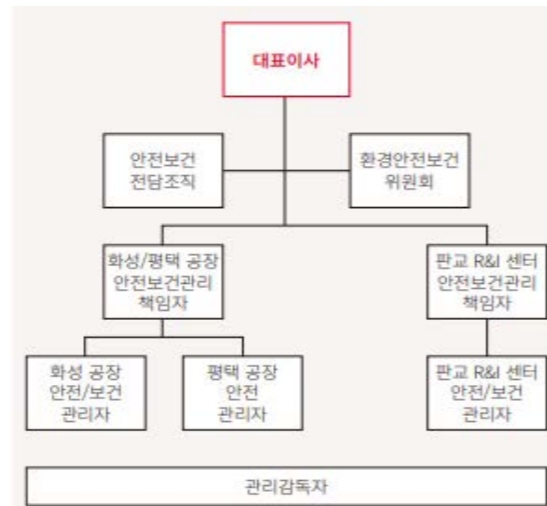 대표이사
안전보건
전담조직
환경안전보건
위원회
화성/평택 공장
안전보건관리
책임자
판교 R&I 센터
안전보건관리
책임자
화성 공장
안전/보건
관리자
평택 공장
안전
관리자
판교 R&I 센터
안전/보건
관리자
관리감독자